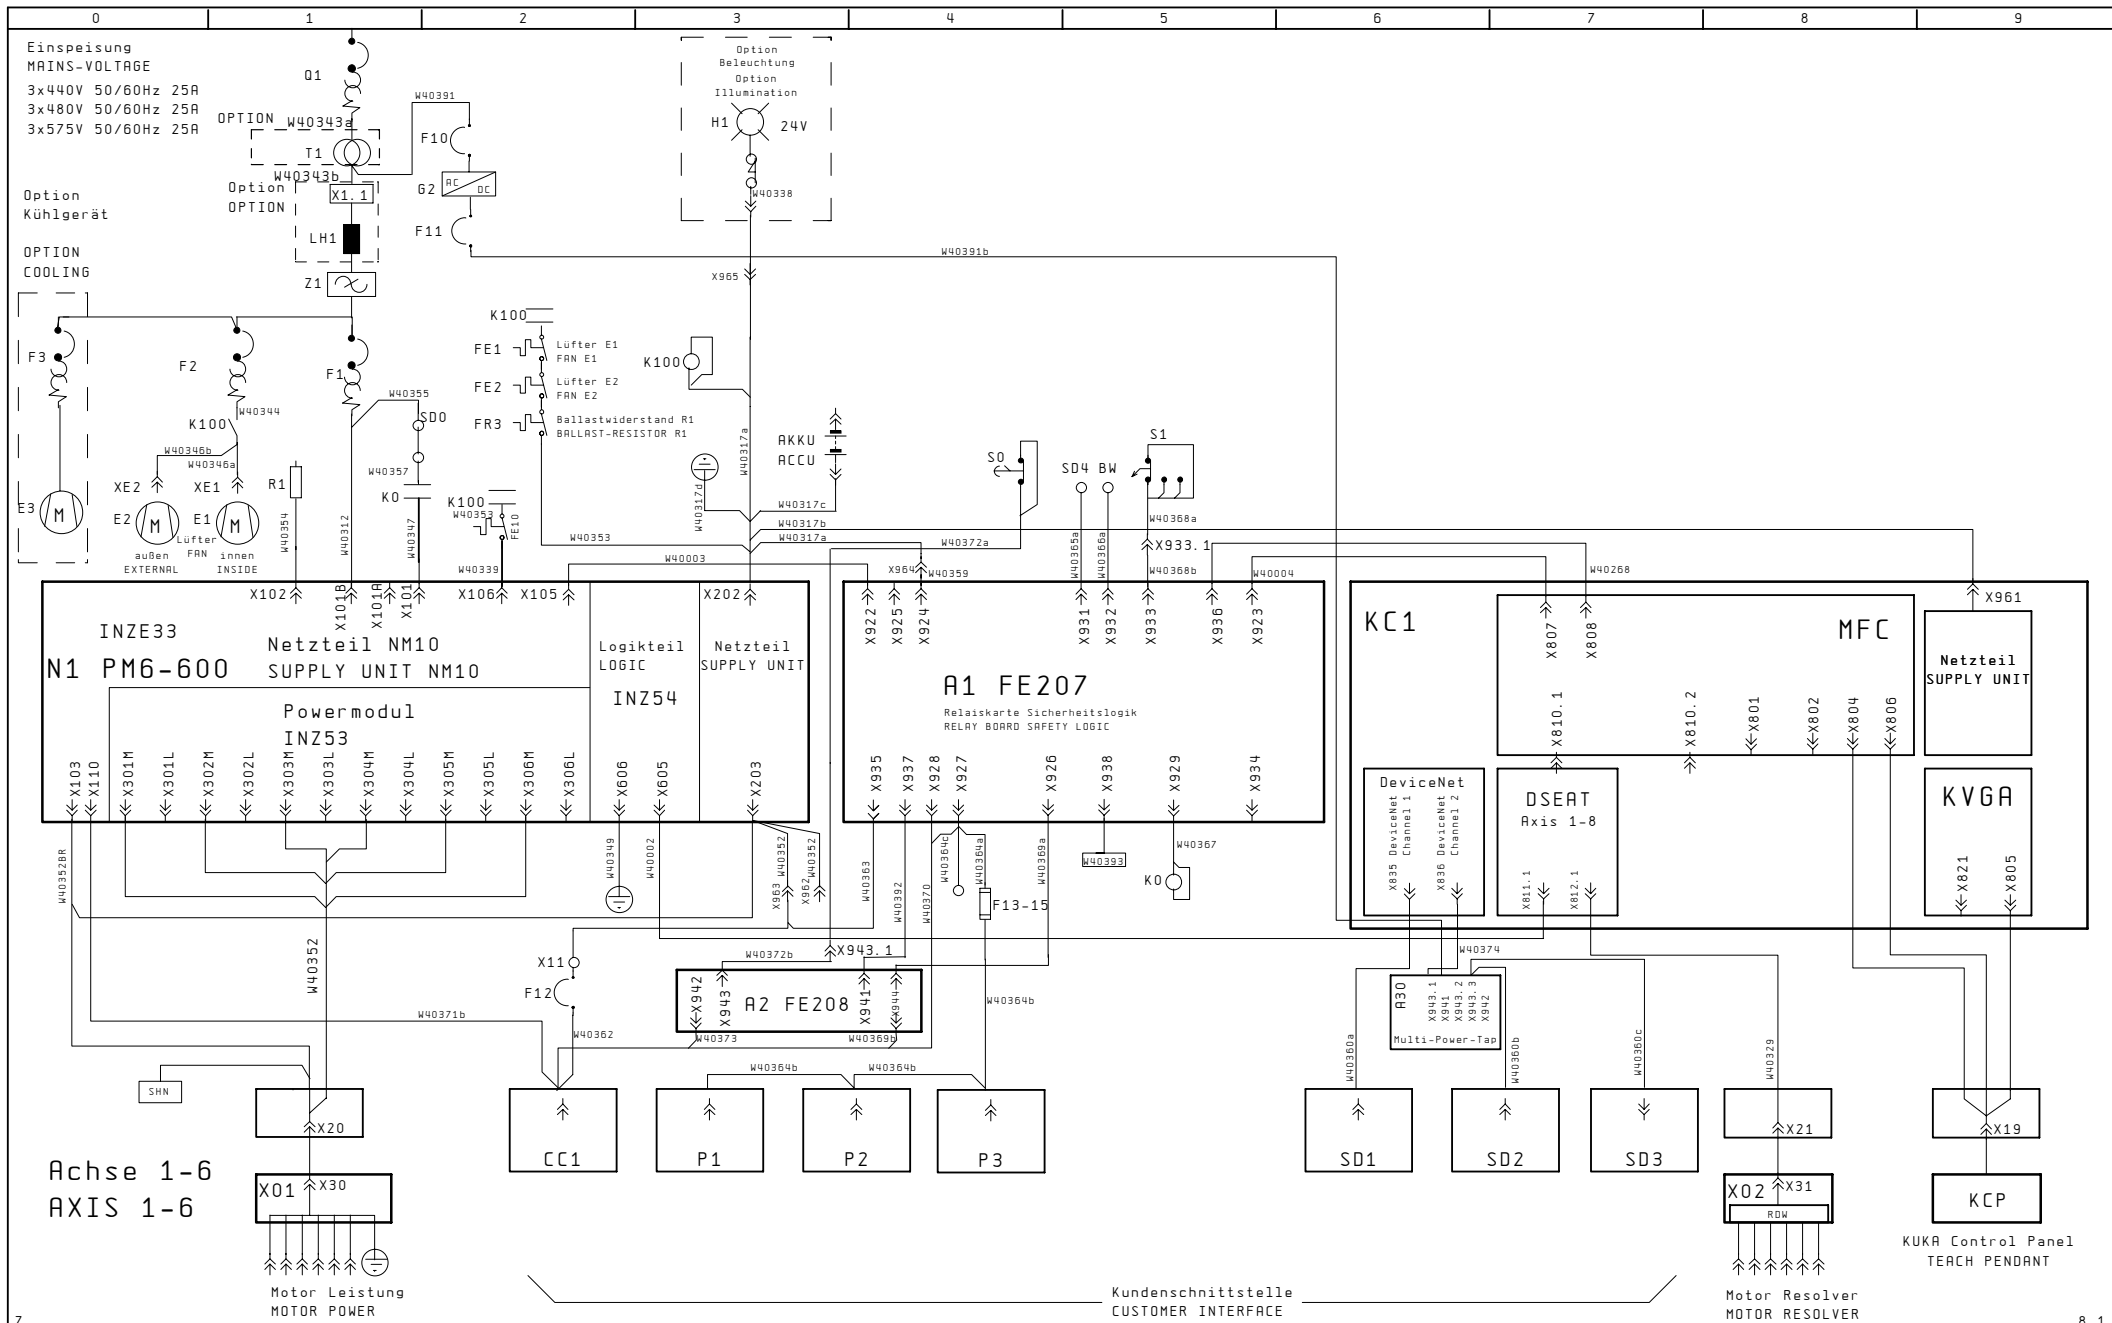 0 1 2 3 4 5 6 7 8 9
Einspeisung
MAINS-VOLTAGE
3x440V 50/60Hz 25A
3x480V 50/60Hz 25A
3x575V 50/60Hz 25A
Q1
OPTION
W40343a
T1
W40343b
Option
OPTION
X1.1
LH1
Z1
W40391
F10
G2
AC
DC
F11
Option
Beleuchtung
Option
Illumination
H1
24V
W40338
X965
W40391b
Option
Kühlgerät
OPTION
COOLING
F3
E3
M
F2
W40344
K100
W40346b
W40346a
XE2
XE1
E2
M
E1
M
Lüfter
FAN
außen
EXTERNAL
innen
INSIDE
R1
W40354
F1
W40312
W40355
SD0
W40357
K0
W40347
K100
FE1
Lüfter E1
FAN E1
FE2
Lüfter E2
FAN E2
FR3
Ballastwiderstand R1
BALLAST-RESISTOR R1
K100
W40353
FE10
W40339
W40353
W40003
K100
W40317a
W40317d
AKKU
ACCU
W40317c
W40317b
W40317a
W40372a
S0
SD4
BW
S1
W40365a
W40366a
W40368a
X933.1
W40368b
W40004
W40268
X964
W40359
X102
X101B
X101A
X101
X106
X105
X202
INZE33
N1 PM6-600
Netzteil NM10
SUPPLY UNIT NM10
Powermodul
INZ53
Logikteil
LOGIC
INZ54
Netzteil
SUPPLY UNIT
X103
X110
X301M
X301L
X302M
X302L
X303M
X303L
X304M
X304L
X305M
X305L
X306M
X306L
X606
X605
X203
X922
X925
X924
X931
X932
X933
X936
X923
A1 FE207
Relaiskarte Sicherheitslogik
RELAY BOARD SAFETY LOGIC
X935
X937
X928
X927
X926
X938
X929
X934
KC1
X807
X808
MFC
X810.1
X810.2
X801
X802
X804
X806
X961
Netzteil
SUPPLY UNIT
DeviceNet
X835 DeviceNet
Channel 1
X836 DeviceNet
Channel 2
DSEAT
Axis 1-8
X811.1
X812.1
KVGA
X821
X805
W40352BR
W40352
W40349
W40002
W40352
W40352
X963
X962
W40363
W40392
W40370
W40364c
W40364a
F13-15
W40369a
W40393
W40367
K0
X11
F12
W40362
W40371b
W40372b
X943.1
X942
X943
A2 FE208
X941
X944
W40373
W40369b
W40364b
W40364b
W40364b
W40374
A30
X943.1
X941
X943.2
X943.3
X942
Multi-Power-Tap
W40360a
W40360b
W40360c
W40329
SHN
X20
CC1
P1
P2
P3
SD1
SD2
SD3
X21
X19
Achse 1-6
AXIS 1-6
X01
X30
X02
X31
RDW
KCP
KUKA Control Panel
TEACH PENDANT
Motor Leistung
MOTOR POWER
Kundenschnittstelle
CUSTOMER INTERFACE
Motor Resolver
MOTOR RESOLVER